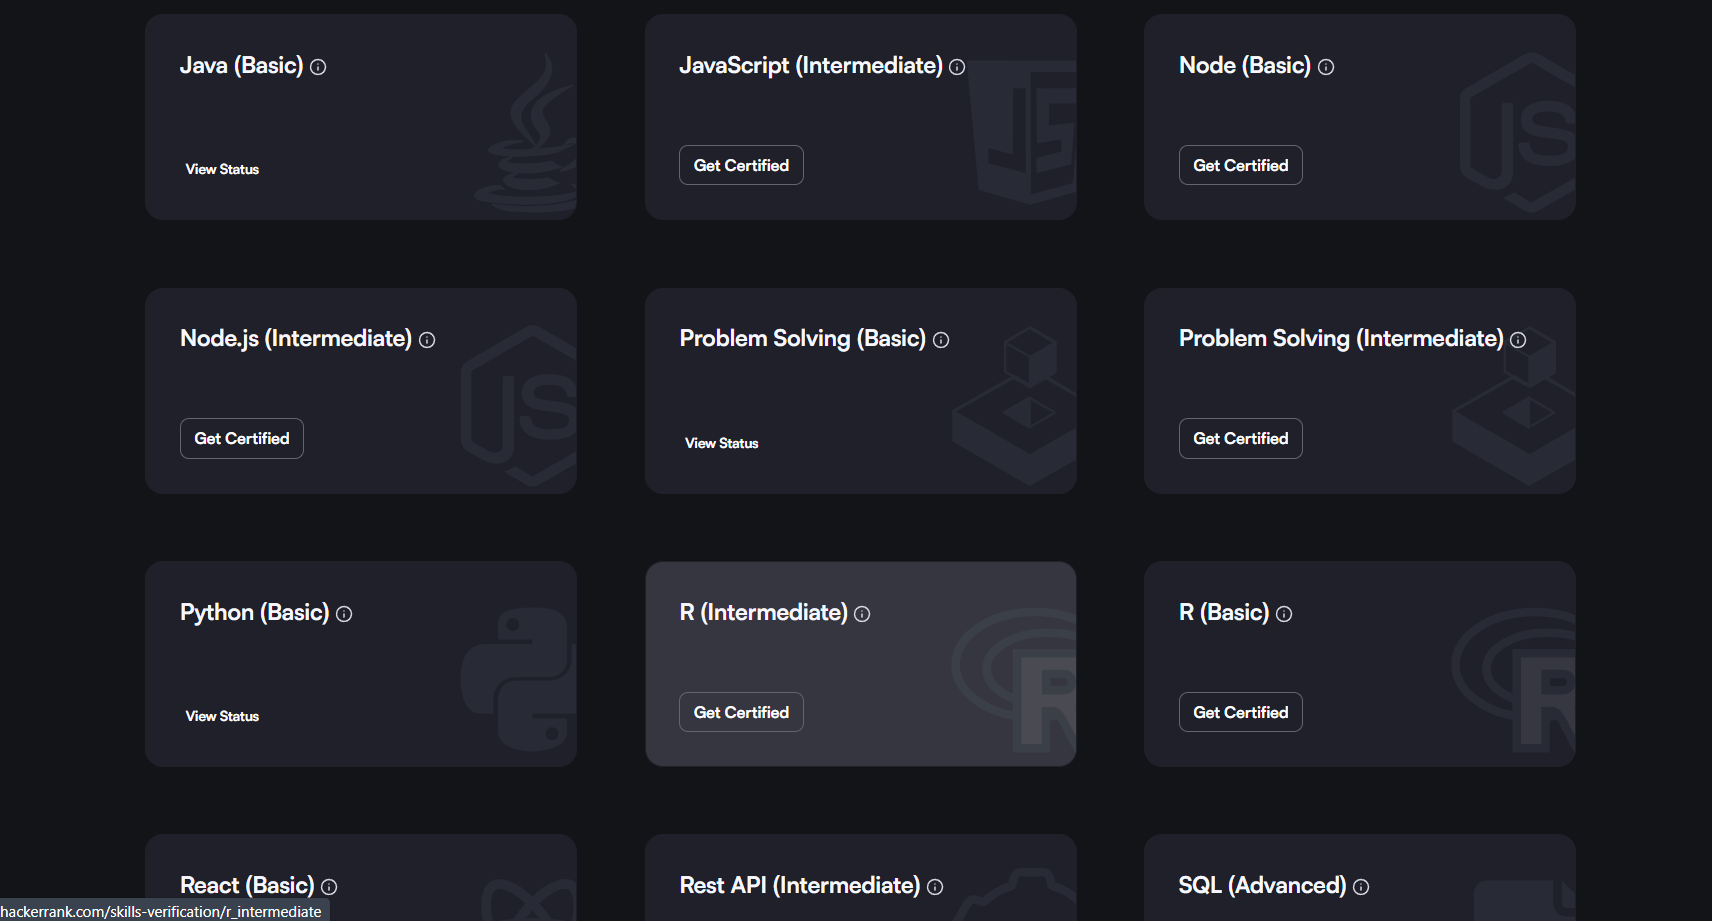 Java (Basic)
View Status
JavaScript (Intermediate)
Get Certified
Node (Basic)
Get Certified
Node.js (Intermediate)
Get Certified
Problem Solving (Basic)
View Status
Problem Solving (Intermediate)
Get Certified
Python (Basic)
View Status
R (Intermediate)
Get Certified
R (Basic)
Get Certified
React (Basic)
Rest API (Intermediate)
SQL (Advanced)
hackerrank.com/skills-verification/r_intermediate